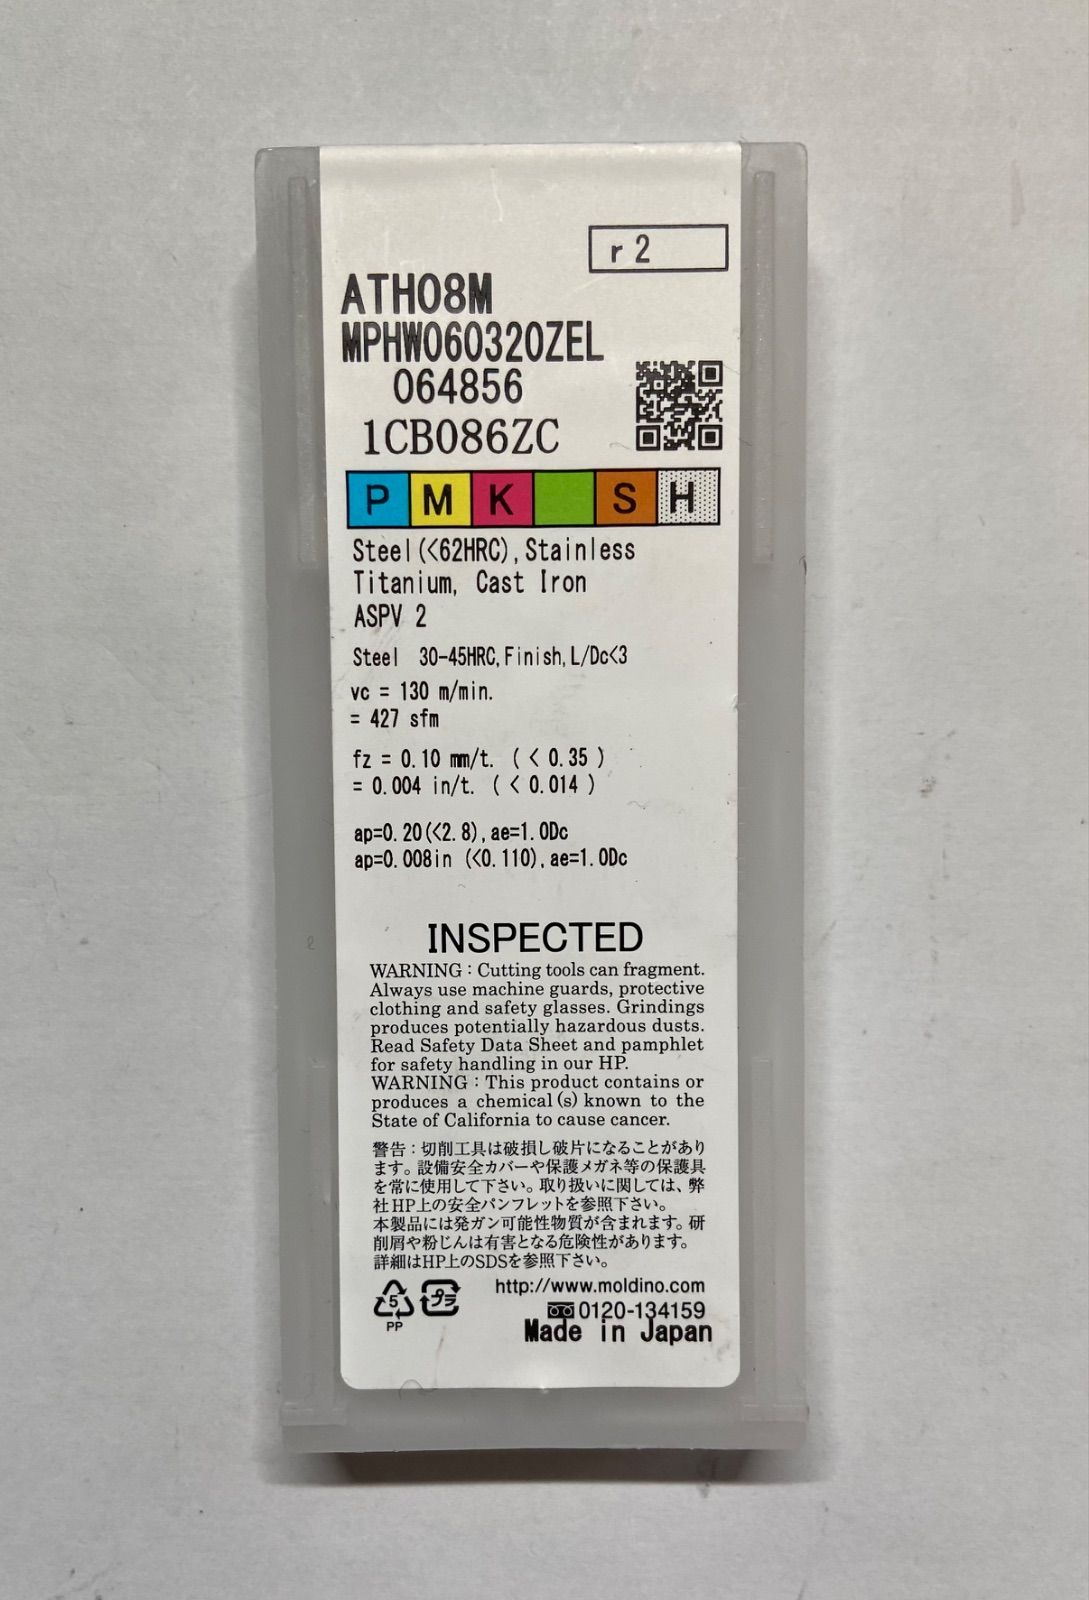 r 2
ATH08M
MPHW060320ZEL
064856
1CB086ZC
P M K S H
Steel(<62HRC),Stainless
Titanium, Cast Iron
ASPV 2
Steel 30-45HRC,Finish,L/Dc<3
vc = 130 m/min.
= 427 sfm
fz = 0.10 mm/t. ( < 0.35 )
= 0.004 in/t. ( < 0.014 )
ap=0.20(<2.8),ae=1.0Dc
ap=0.008in (<0.110),ae=1.0Dc
INSPECTED
WARNING : Cutting tools can fragment.
Always use machine guards, protective
clothing and safety glasses. Grindings
produces potentially hazardous dusts.
Read Safety Data Sheet and pamphlet
for safety handling in our HP.
WARNING : This product contains or
produces a chemical (s) known to the
State of California to cause cancer.
警告：切削工具は破損し破片になることがあり
ます。設備安全カバーや保護メガネ等の保護具
を常に使用して下さい。取り扱いに関しては、弊
社HP上の安全パンフレットを参照下さい。
本製品には発ガン可能性物質が含まれます。研
削屑や粉じんは有害となる危険性があります。
詳細はHP上のSDSを参照下さい。
5 プラ http://www.moldino.com
PP 0120-134159
Made in Japan